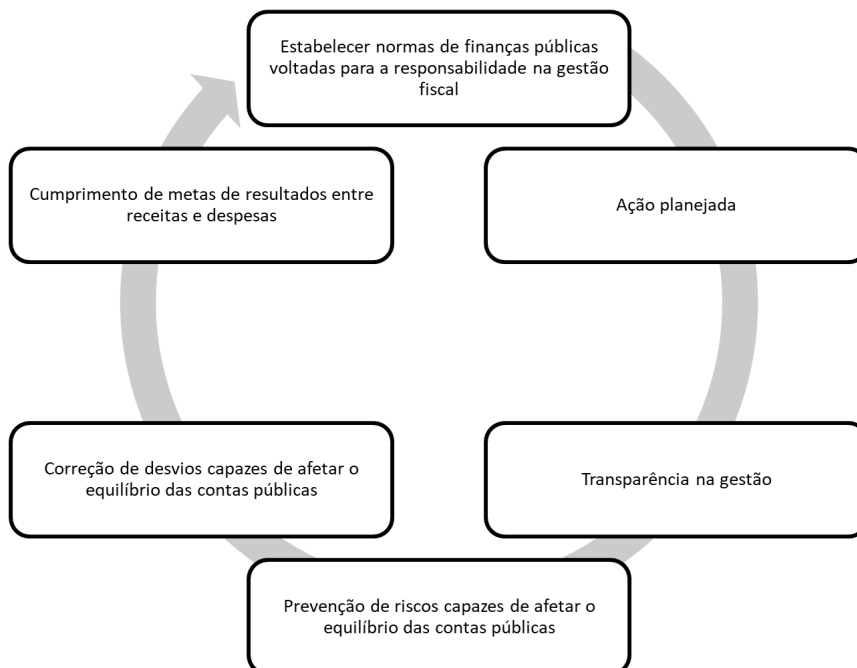 Estabelecer normas de finanças públicas
voltadas para a responsabilidade na gestão
fiscal
Ação planejada
Transparência na gestão
Prevenção de riscos capazes de afetar o
equilíbrio das contas públicas
Correção de desvios capazes de afetar o
equilíbrio das contas públicas
Cumprimento de metas de resultados entre
receitas e despesas